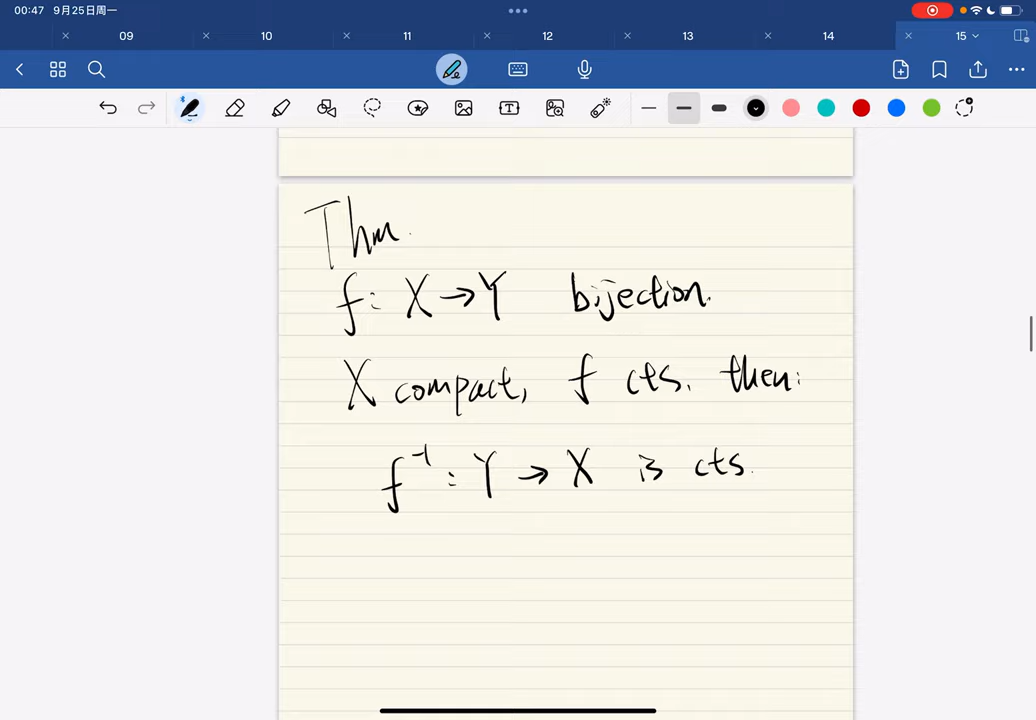 00:47 9月25日周一
09 10 11 12 13 14 15
Thm.
f: X→Y bijection.
X compact, f cts. then:
f⁻¹: Y → X is cts.